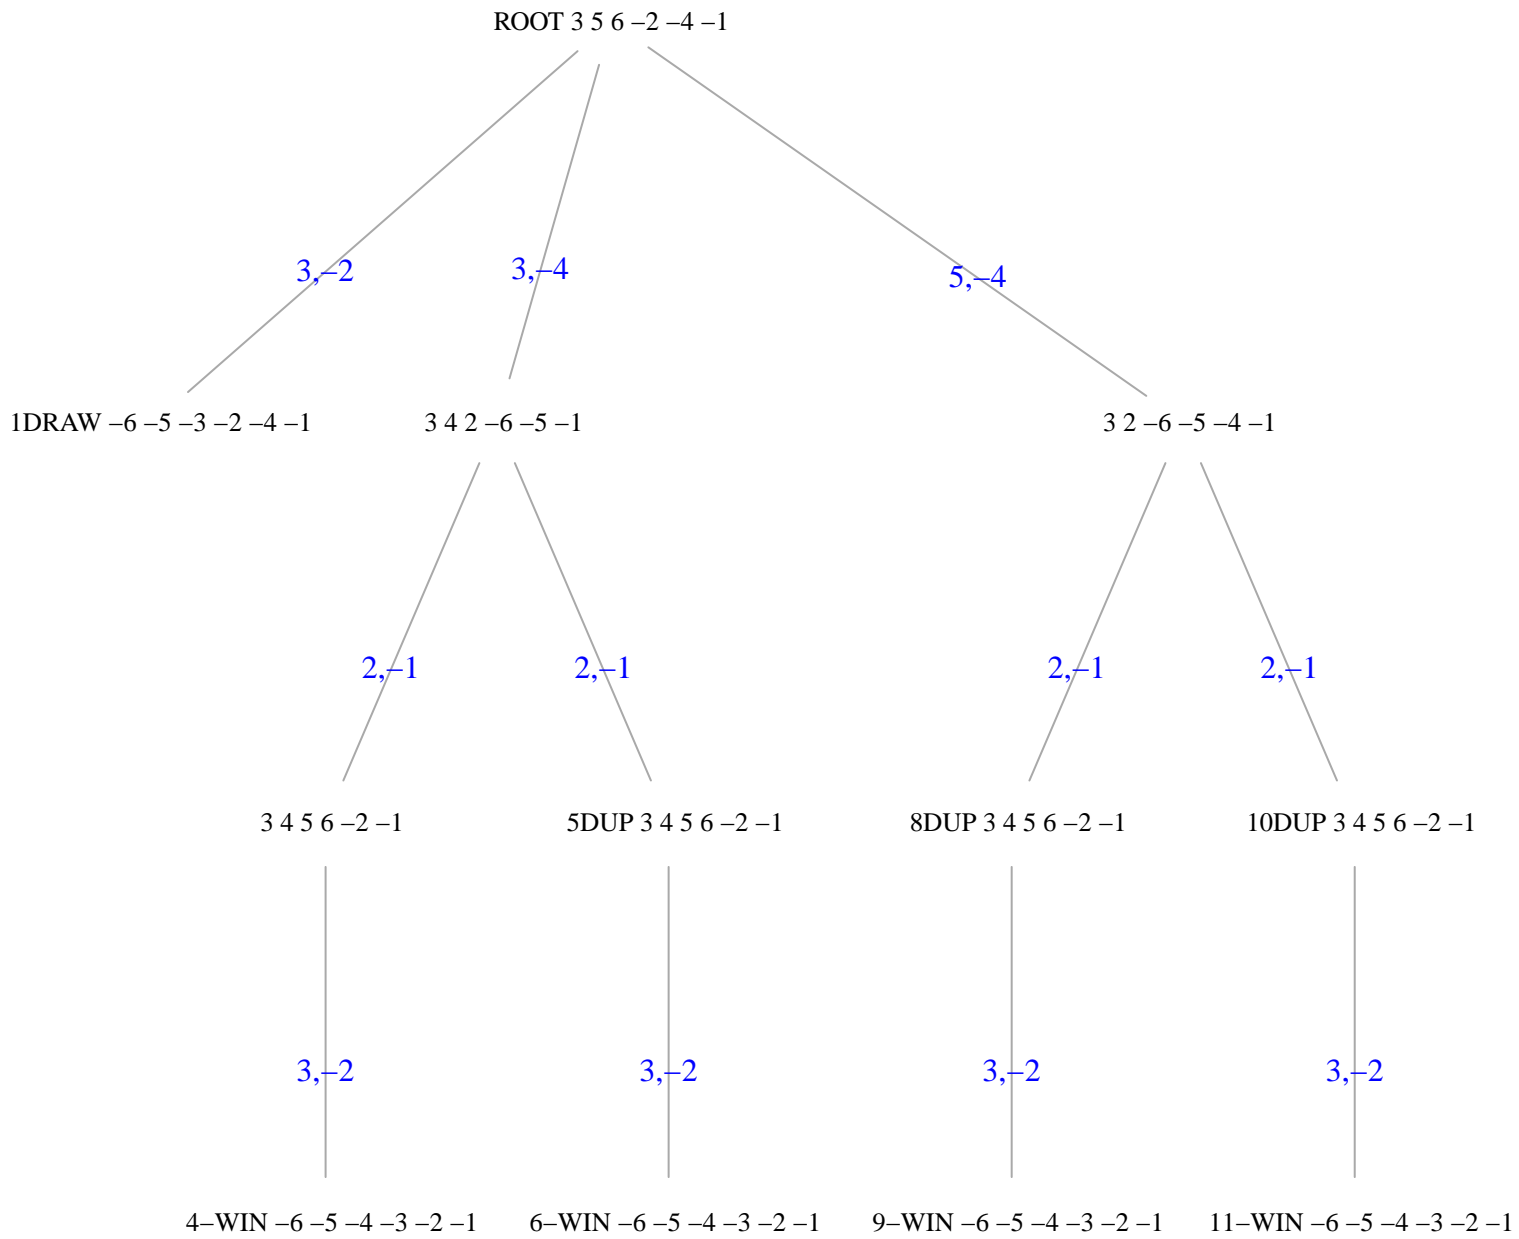 ROOT 3 5 6 –2 –4 –1
3,–2
3,–4
5,–4
1DRAW –6 –5 –3 –2 –4 –1
3 4 2 –6 –5 –1
3 2 –6 –5 –4 –1
2,–1
2,–1
2,–1
2,–1
3 4 5 6 –2 –1
5DUP 3 4 5 6 –2 –1
8DUP 3 4 5 6 –2 –1
10DUP 3 4 5 6 –2 –1
3,–2
3,–2
3,–2
3,–2
4–WIN –6 –5 –4 –3 –2 –1
6–WIN –6 –5 –4 –3 –2 –1
9–WIN –6 –5 –4 –3 –2 –1
11–WIN –6 –5 –4 –3 –2 –1